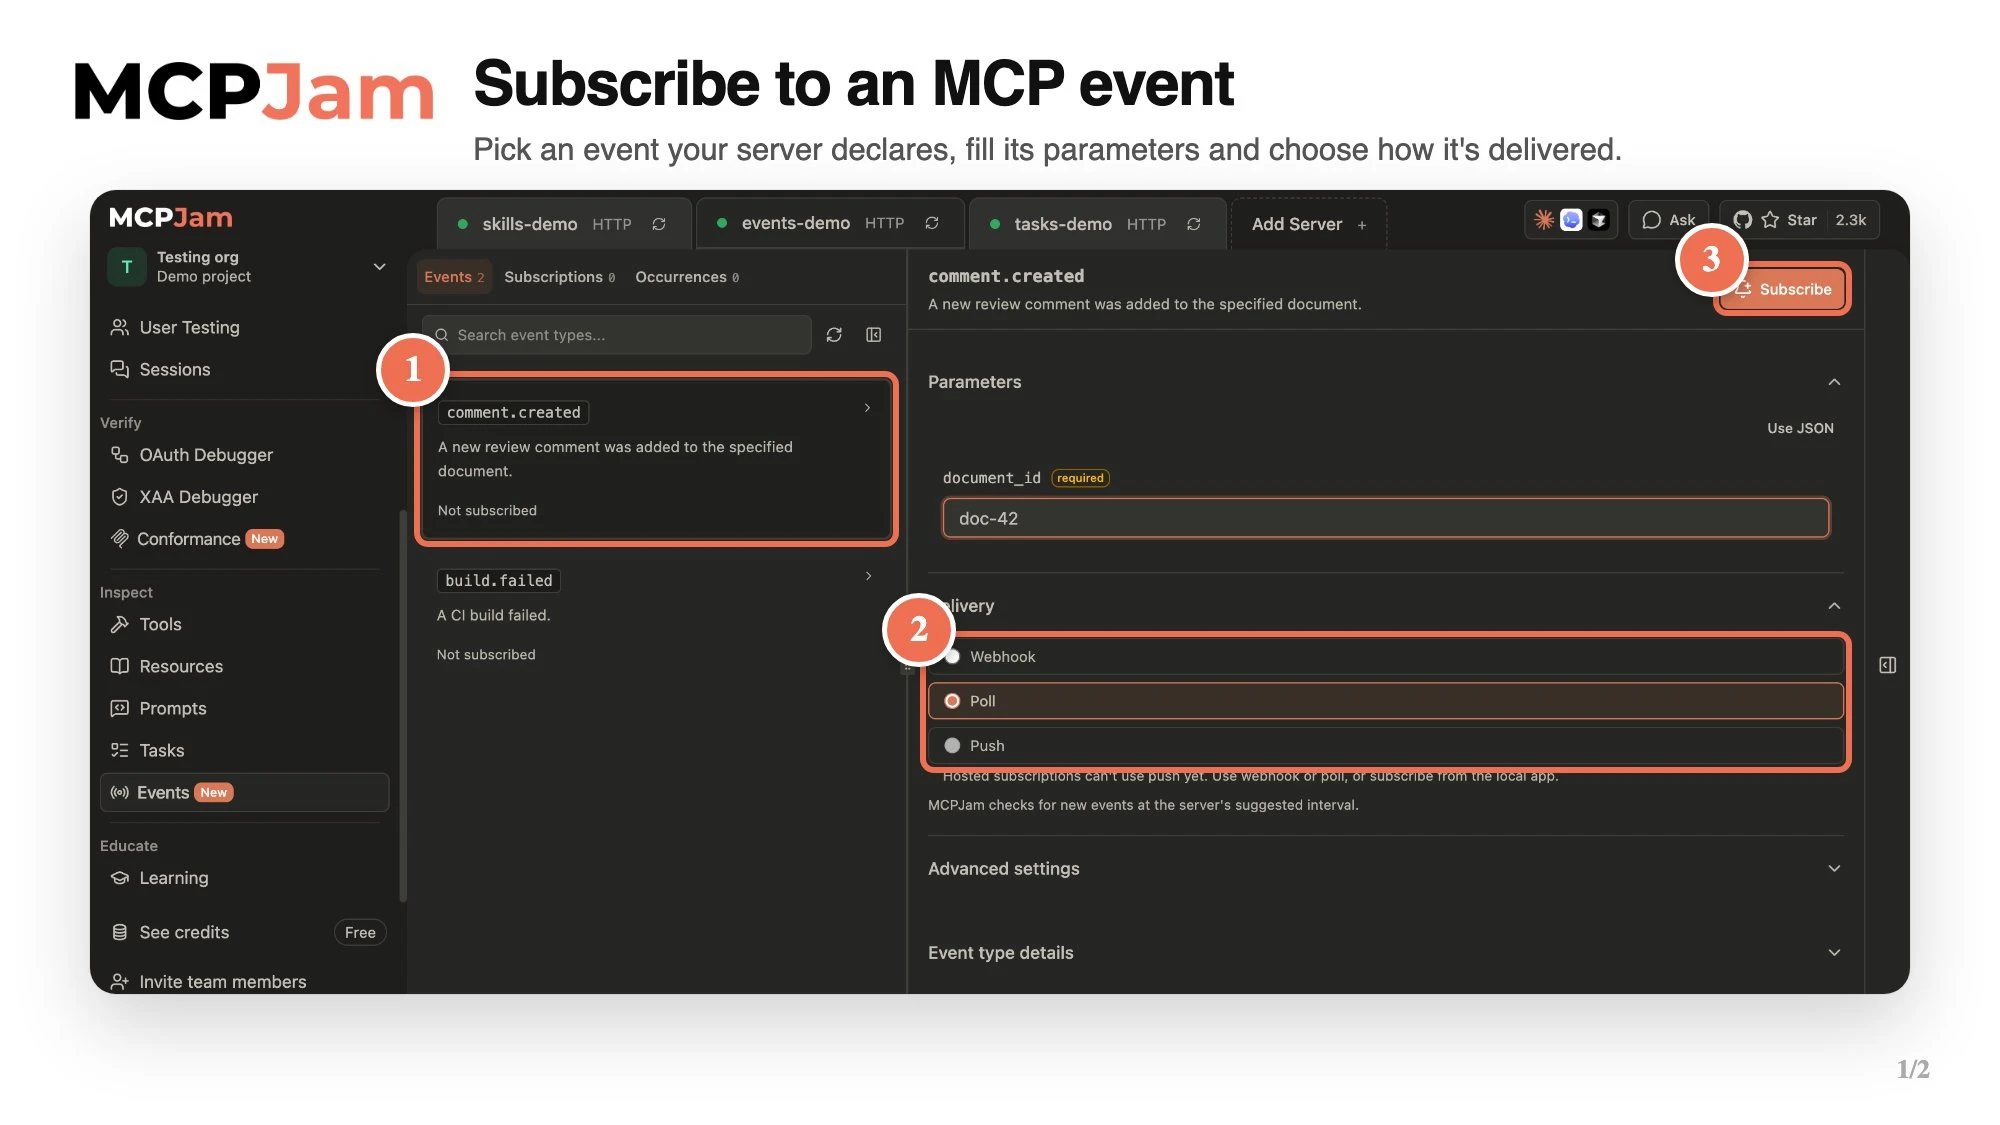 MCPJam
Subscribe to an MCP event
Pick an event your server declares, fill its parameters and choose how it's delivered.
MCPJam
skills-demo HTTP
events-demo HTTP
tasks-demo HTTP
Add Server +
Ask
Star 2.3k
T
Testing org
Demo project
User Testing
Sessions
Verify
OAuth Debugger
XAA Debugger
Conformance New
Inspect
Tools
Resources
Prompts
Tasks
Events New
Educate
Learning
See credits Free
Invite team members
Events 2 Subscriptions 0 Occurrences 0
Search event types...
1
comment.created
A new review comment was added to the specified
document.
Not subscribed
build.failed
A CI build failed.
Not subscribed
comment.created
A new review comment was added to the specified document.
3
Subscribe
Parameters
Use JSON
document_id required
doc-42
2
livery
Webhook
Poll
Push
Hosted subscriptions can't use push yet. Use webhook or poll, or subscribe from the local app.
MCPJam checks for new events at the server's suggested interval.
Advanced settings
Event type details
1/2